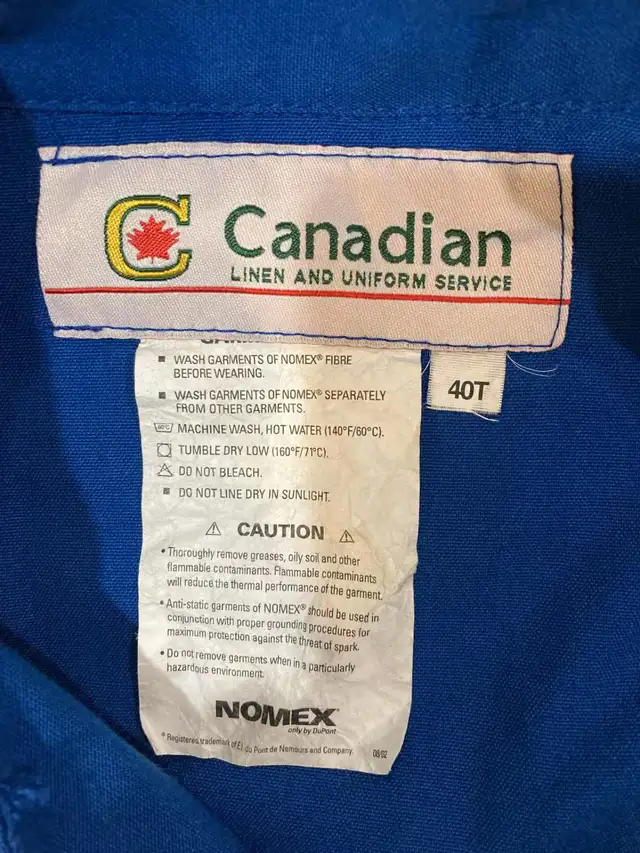 C Canadian
LINEN AND UNIFORM SERVICE
40T
■ WASH GARMENTS OF NOMEX® FIBRE
BEFORE WEARING.
■ WASH GARMENTS OF NOMEX® SEPARATELY
FROM OTHER GARMENTS.
60°C MACHINE WASH, HOT WATER (140°F/60°C).
TUMBLE DRY LOW (160°F/71°C).
DO NOT BLEACH.
■ DO NOT LINE DRY IN SUNLIGHT.
⚠ CAUTION ⚠
• Thoroughly remove greases, oily soil and other
flammable contaminants. Flammable contaminants
will reduce the thermal performance of the garment.
• Anti-static garments of NOMEX® should be used in
conjunction with proper grounding procedures for
maximum protection against the threat of spark.
• Do not remove garments when in a particularly
hazardous environment.
NOMEX®
only by DuPont
® Registered trademark of E.I. du Pont de Nemours and Company. 08/02